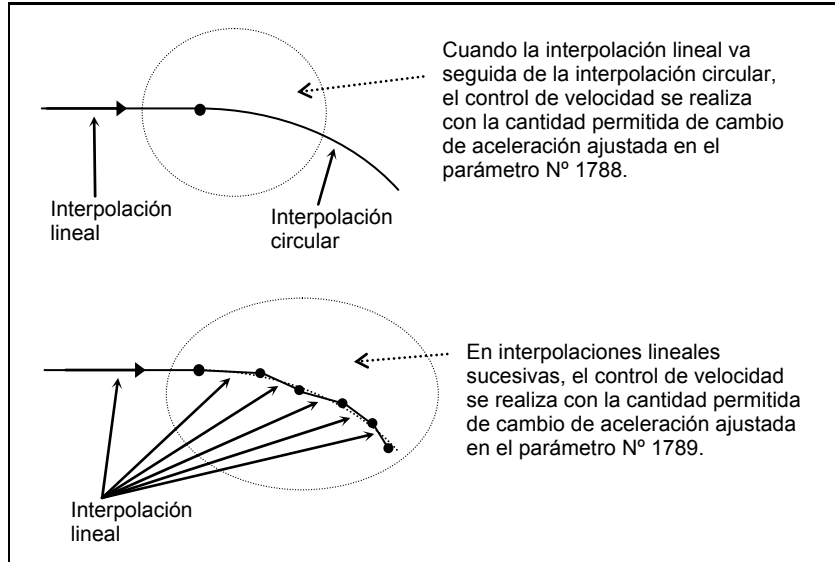 Cuando la interpolación lineal va
seguida de la interpolación circular,
el control de velocidad se realiza
con la cantidad permitida de cambio
de aceleración ajustada en el
parámetro Nº 1788.
Interpolación
lineal
Interpolación
circular
En interpolaciones lineales
sucesivas, el control de velocidad
se realiza con la cantidad permitida
de cambio de aceleración ajustada
en el parámetro Nº 1789.
Interpolación
lineal